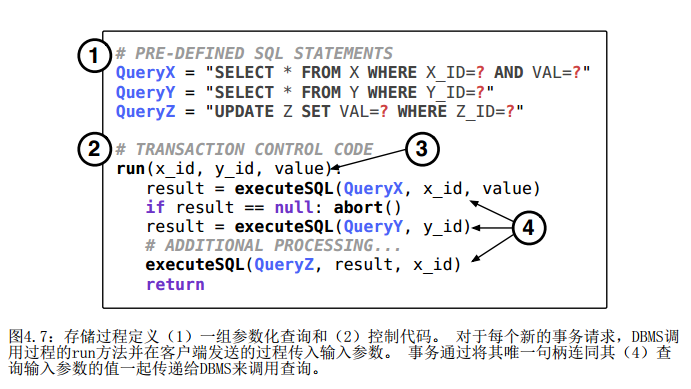 1
# PRE-DEFINED SQL STATEMENTS
QueryX = "SELECT * FROM X WHERE X_ID=? AND VAL=?"
QueryY = "SELECT * FROM Y WHERE Y_ID=?"
QueryZ = "UPDATE Z SET VAL=? WHERE Z_ID=?"
2
# TRANSACTION CONTROL CODE
3
run(x_id, y_id, value):
result = executeSQL(QueryX, x_id, value)
if result == null: abort()
result = executeSQL(QueryY, y_id)
4
# ADDITIONAL PROCESSING...
executeSQL(QueryZ, result, x_id)
return
图4.7：存储过程定义（1）一组参数化查询和（2）控制代码。 对于每个新的事务请求，DBMS调
用过程的run方法并在客户端发送的过程传入输入参数。 事务通过将其唯一句柄连同其（4）查
询输入参数的值一起传递给DBMS来调用查询。